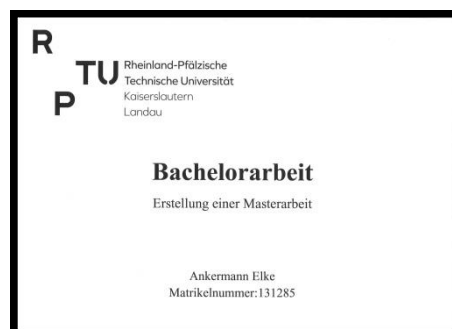 R
TU
P
Rheinland-Pfälzische
Technische Universität
Kaiserslautern
Landau
Bachelorarbeit
Erstellung einer Masterarbeit
Ankermann Elke
Matrikelnummer:131285